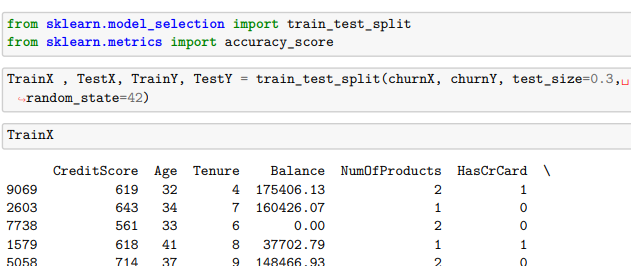 from sklearn.model_selection import train_test_split
from sklearn.metrics import accuracy_score
TrainX , TestX, TrainY, TestY = train_test_split(churnX, churnY, test_size=0.3,␣
↪random_state=42)
TrainX
CreditScore Age Tenure Balance NumOfProducts HasCrCard \
9069 619 32 4 175406.13 2 1
2603 643 34 7 160426.07 1 0
7738 561 33 6 0.00 2 0
1579 618 41 8 37702.79 1 1
5058 714 37 9 148466.93 2 0